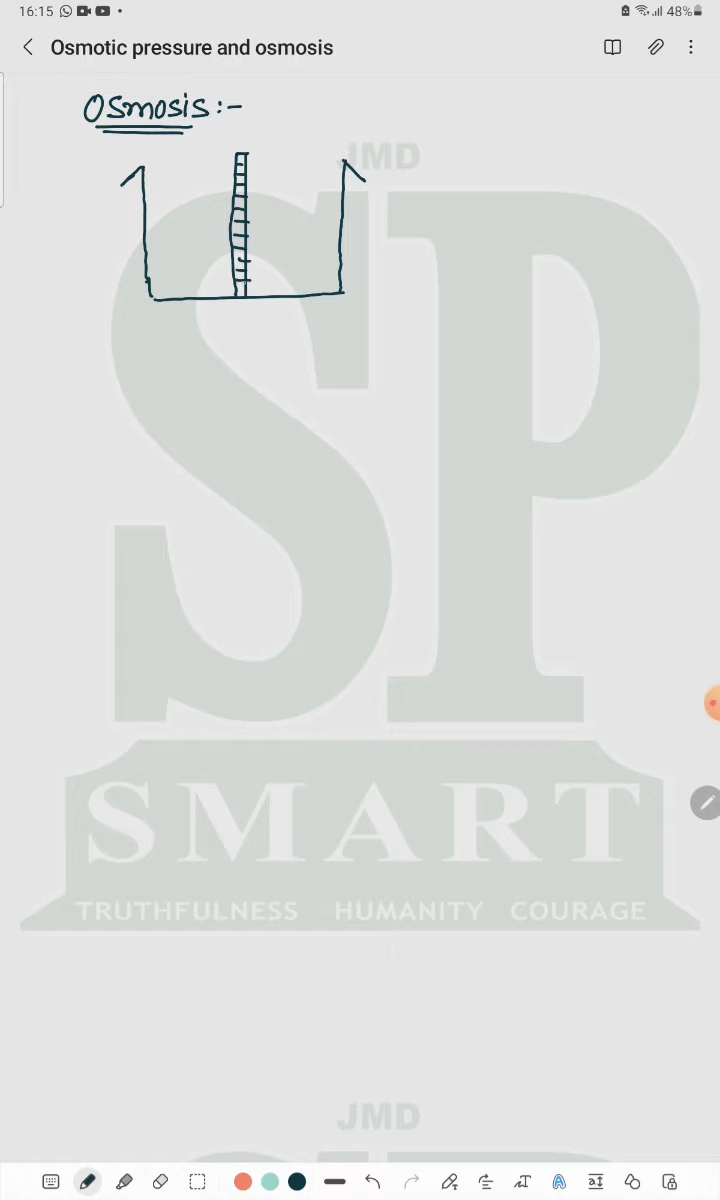 16:15 48%
Osmotic pressure and osmosis
Osmosis:-
JMD
SP
SMART
TRUTHFULNESS HUMANITY COURAGE
JMD